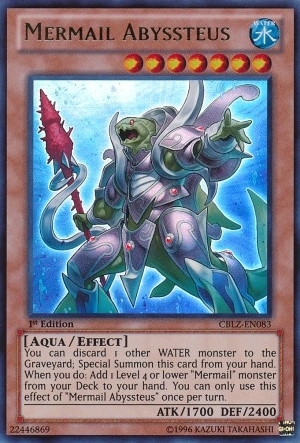 MERMAIL ABYSSTEUS
WATER
水
CBLZ-EN083
1st Edition
[AQUA / EFFECT]
You can discard 1 other WATER monster to the
Graveyard; Special Summon this card from your hand.
When you do: Add 1 Level 4 or lower "Mermail" monster
from your Deck to your hand. You can only use this
effect of "Mermail Abyssteus" once per turn.
ATK/1700 DEF/2400
22446869
©1996 KAZUKI TAKAHASHI